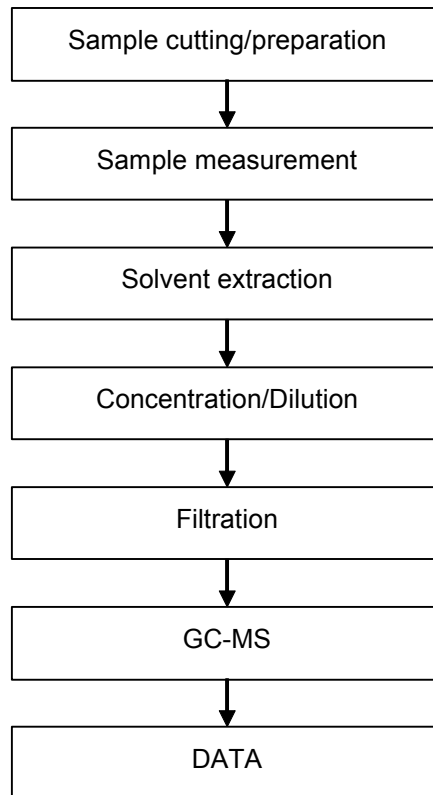 Sample cutting/preparation
Sample measurement
Solvent extraction
Concentration/Dilution
Filtration
GC-MS
DATA